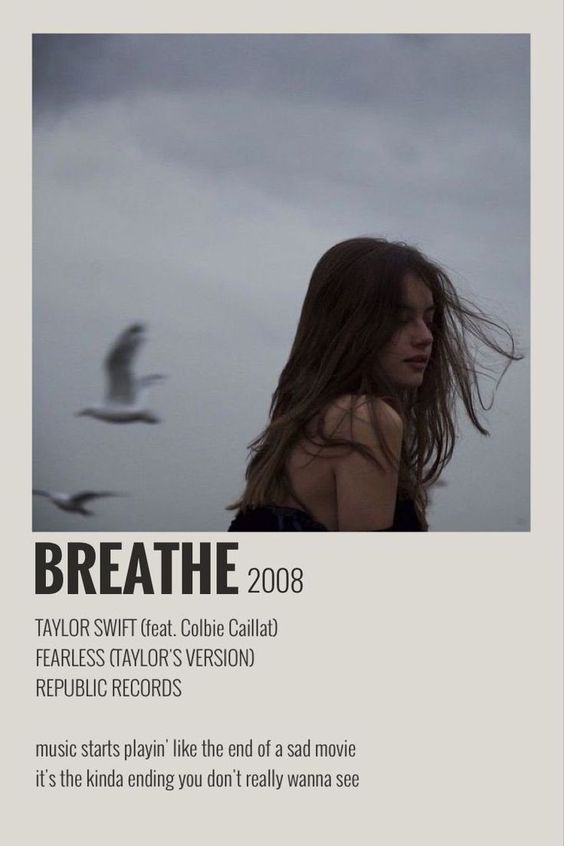 BREATHE 2008
TAYLOR SWIFT (feat. Colbie Caillat)
FEARLESS (TAYLOR'S VERSION)
REPUBLIC RECORDS
music starts playin' like the end of a sad movie
it's the kinda ending you don't really wanna see